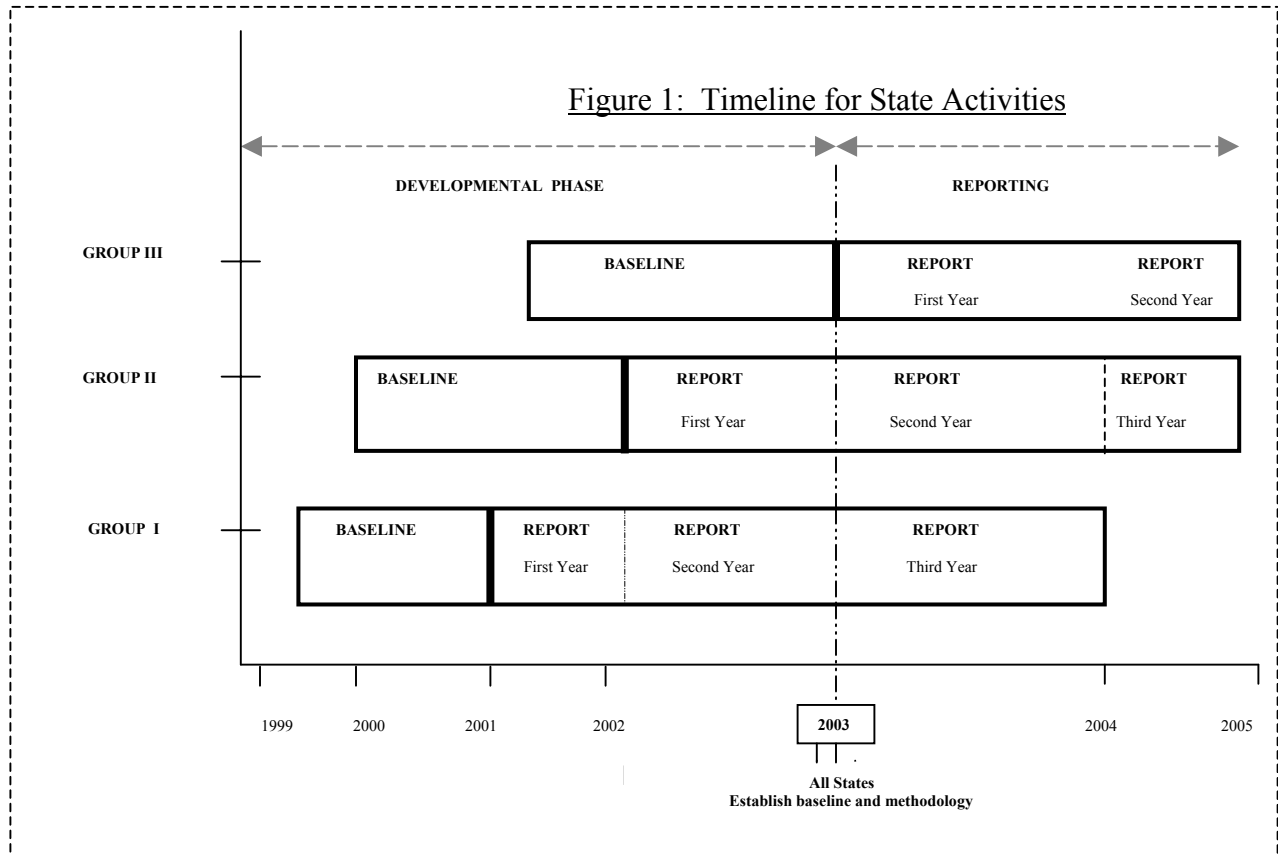 Figure 1: Timeline for State Activities
DEVELOPMENTAL PHASE REPORTING
GROUP III
BASELINE REPORT REPORT
First Year Second Year
GROUP II
BASELINE REPORT REPORT REPORT
First Year Second Year Third Year
GROUP I
BASELINE REPORT REPORT REPORT
First Year Second Year Third Year
1999 2000 2001 2002 2003 2004 2005
All States
Establish baseline and methodology